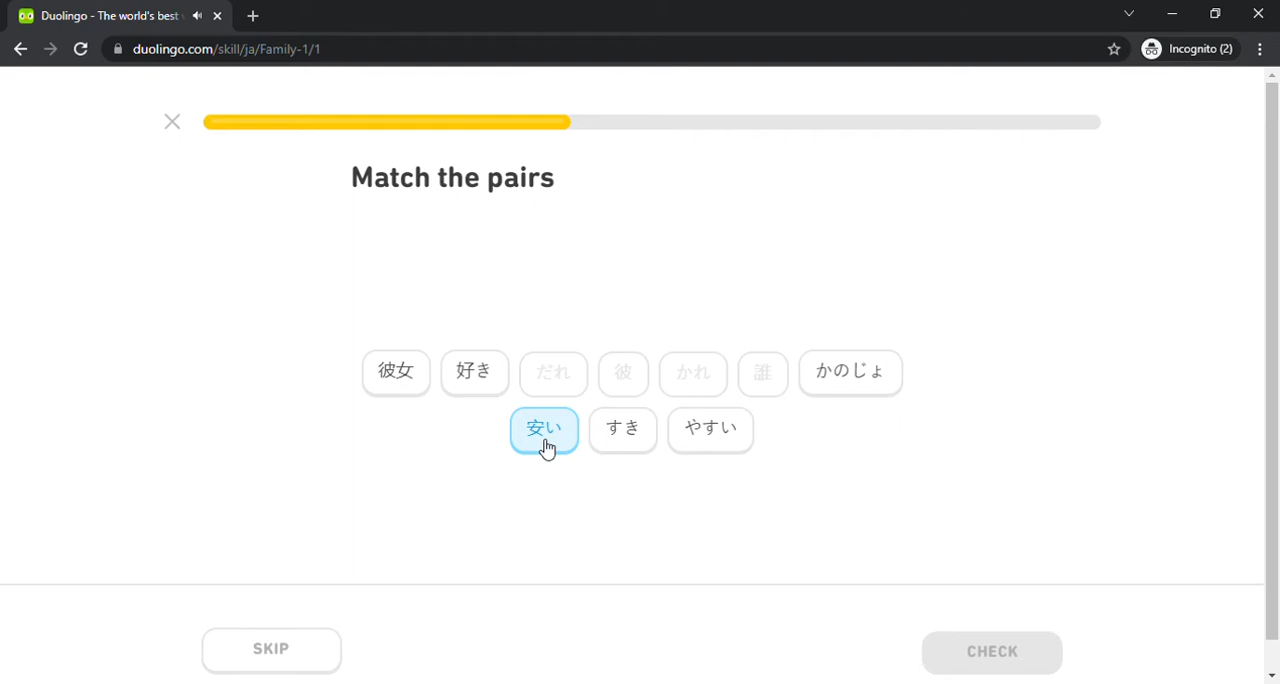 Duolingo - The world's best
duolingo.com/skill/ja/Family-1/1
Incognito (2)
Match the pairs
彼女 好き だれ 彼 かれ 誰 かのじょ
安い すき やすい
SKIP
CHECK